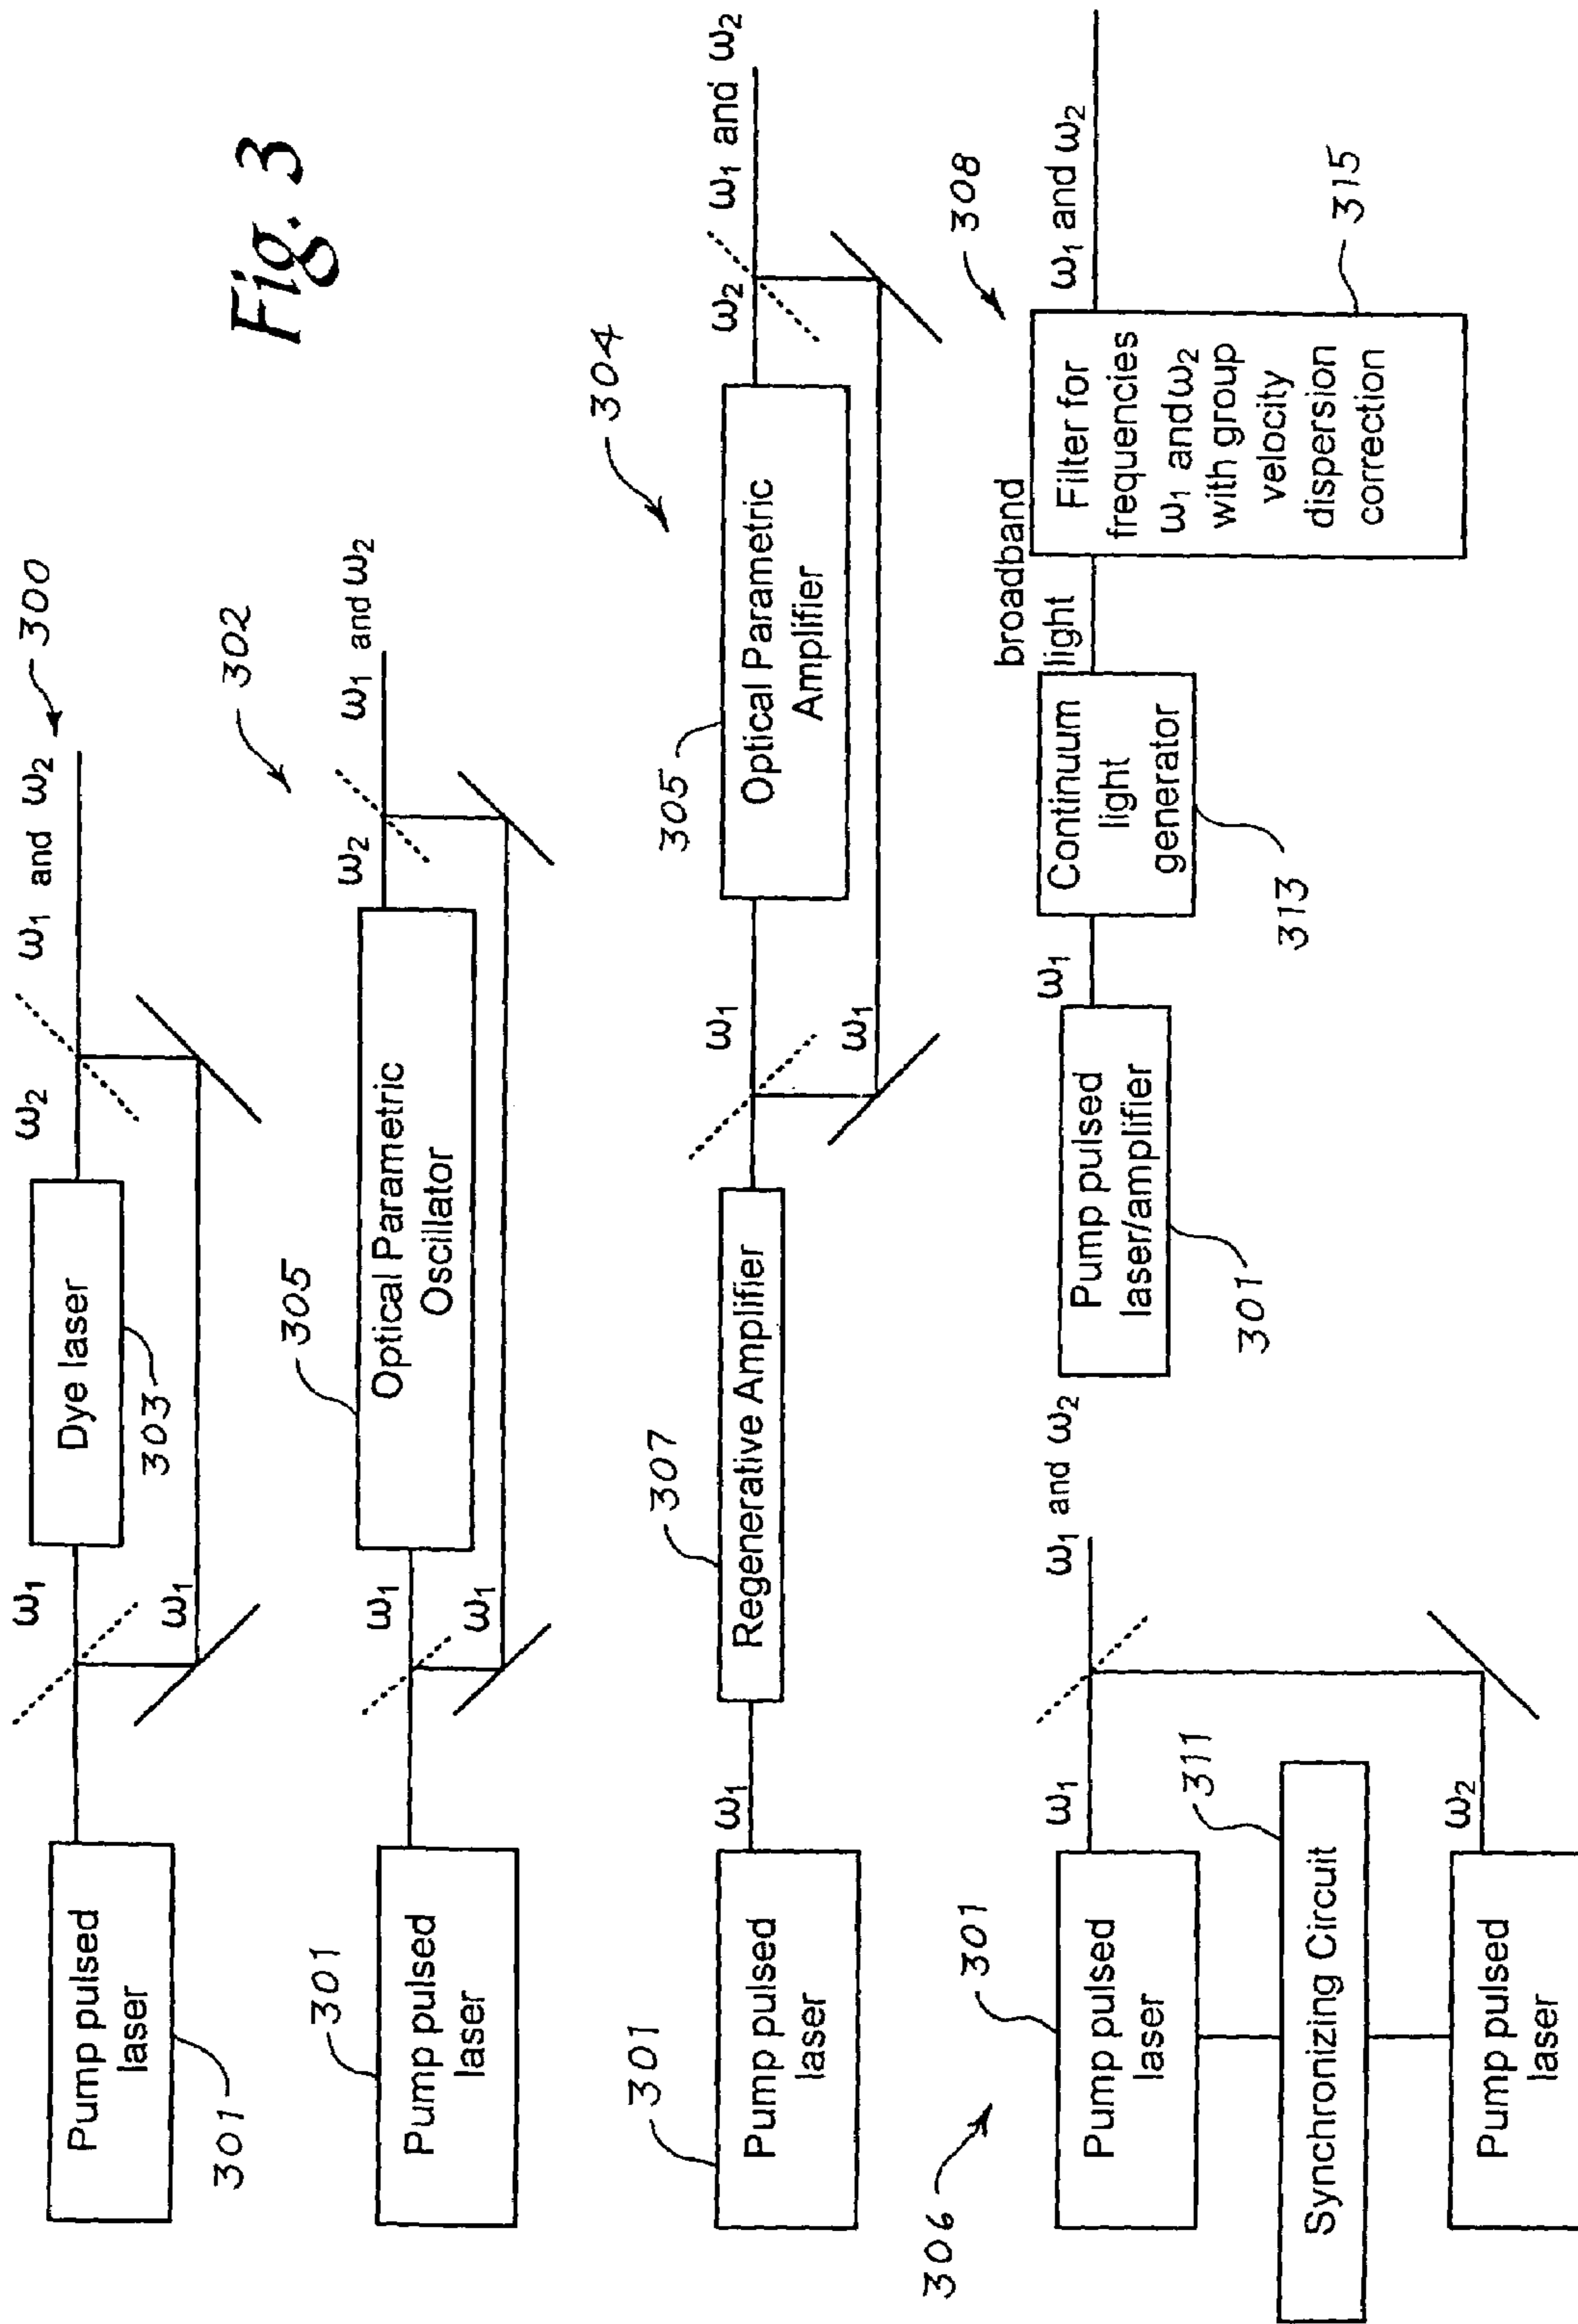 Fig. 3
300
ω1
ω2
ω1 and ω2
Dye laser
303
ω1
Pump pulsed
laser
301
302
ω1
ω2
ω1 and ω2
305
Optical Parametric
Oscillator
ω1
301
Pump pulsed
laser
304
ω1
ω1
ω2
ω1 and ω2
307
Regenerative Amplifier
305
Optical Parametric
Amplifier
ω1
301
Pump pulsed
laser
306
301
Pump pulsed
laser
ω1
ω1 and ω2
311
Synchronizing Circuit
Pump pulsed
laser
ω2
308
Pump pulsed
laser/amplifier
301
ω1
Continuum
light
generator
313
broadband
light
Filter for
frequencies
ω1 and ω2
with group
velocity
dispersion
correction
315
ω1 and ω2